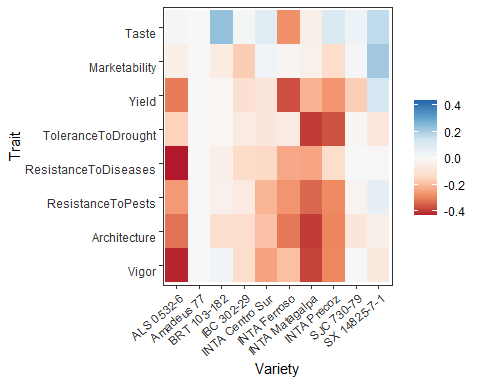 Taste
Marketability
Yield
ToleranceToDrought
ResistanceToDiseases
ResistanceToPests
Architecture
Vigor
Trait
ALS 0532-6
Amadeus 77
BRT 103-182
IBC 302-29
INTA Centro Sur
INTA Ferroso
INTA Matagalpa
INTA Precoz
SJC 730-79
SX 14825-7-1
Variety
0.4
0.2
0.0
-0.2
-0.4